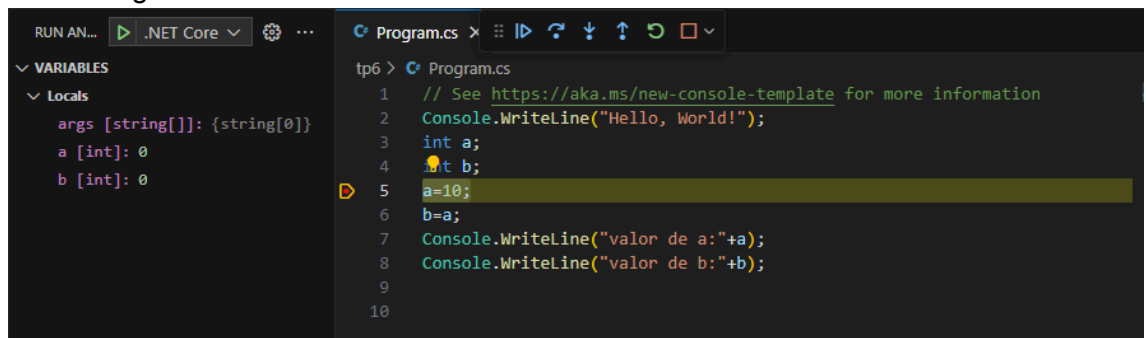 RUN AN... .NET Core ...
Program.cs
VARIABLES
tp6 > Program.cs
Locals
args [string[]]: {string[0]}
a [int]: 0
b [int]: 0
1 // See https://aka.ms/new-console-template for more information
2 Console.WriteLine("Hello, World!");
3 int a;
4 int b;
5 a=10;
6 b=a;
7 Console.WriteLine("valor de a:"+a);
8 Console.WriteLine("valor de b:"+b);
9
10